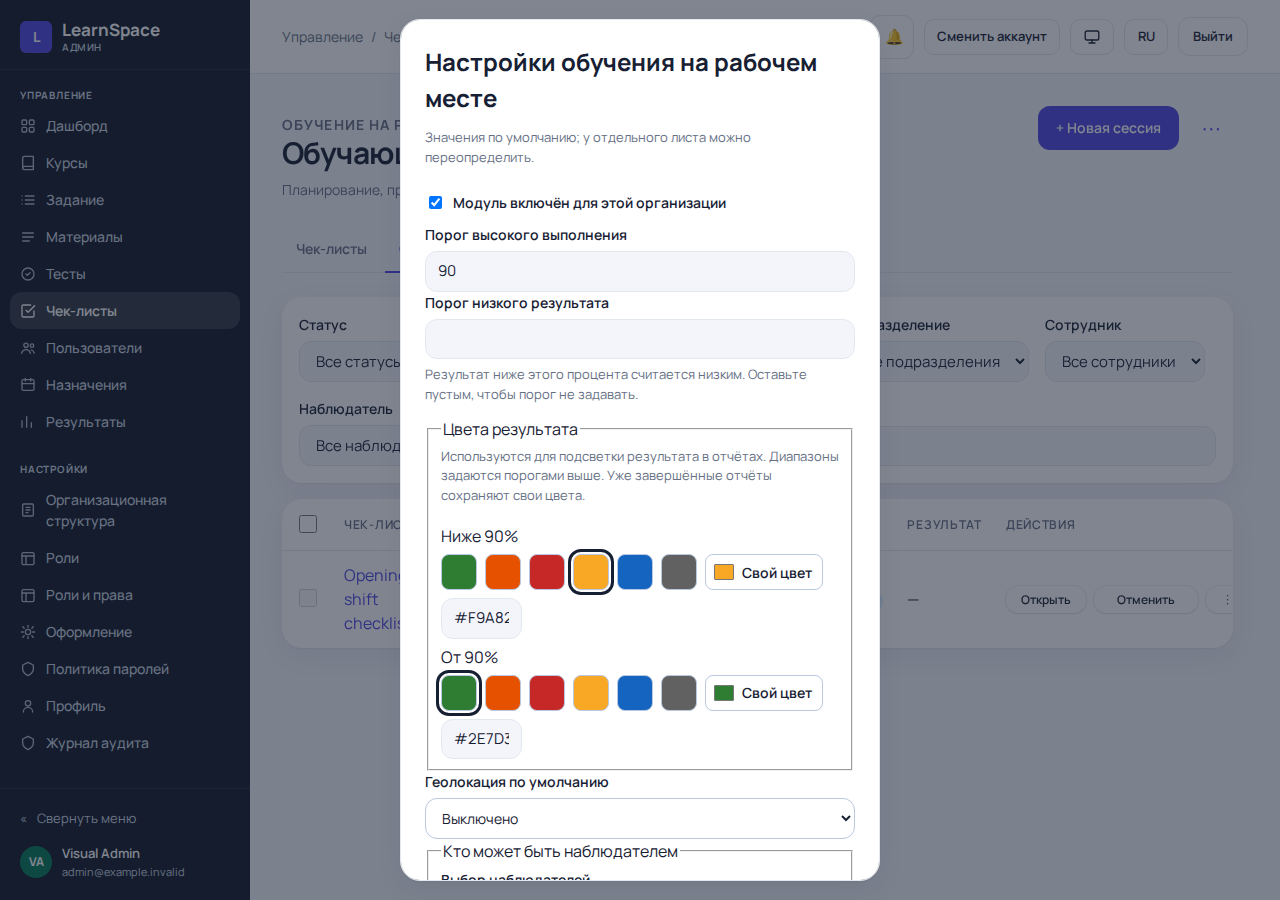 L
LearnSpace
АДМИН
УПРАВЛЕНИЕ
Дашборд
Курсы
Задание
Материалы
Тесты
Чек-листы
Пользователи
Назначения
Результаты
НАСТРОЙКИ
Организационная
структура
Роли
Роли и права
Оформление
Политика паролей
Профиль
Журнал аудита
« Свернуть меню
VA
Visual Admin
admin@example.invalid
Управление /
Сменить аккаунт
RU
Выйти
ОБУЧЕНИЕ НА
+ Новая сессия
...
Чек-листы
Статус
Сотрудник
подразделения
Все сотрудники
Наблюдатель
РЕЗУЛЬТАТ
ДЕЙСТВИЯ
shift
—
Открыть
Отменить
Настройки обучения на рабочем
месте
Значения по умолчанию; у отдельного листа можно
переопределить.
Модуль включён для этой организации
Порог высокого выполнения
90
Порог низкого результата
Результат ниже этого процента считается низким. Оставьте
пустым, чтобы порог не задавать.
Цвета результата
Используются для подсветки результата в отчётах. Диапазоны
задаются порогами выше. Уже завершённые отчёты
сохраняют свои цвета.
Ниже 90%
Свой цвет
#F9A82
От 90%
Свой цвет
#2E7D3
Геолокация по умолчанию
Выключено
Кто может быть наблюдателем
Выбор наблюдателей